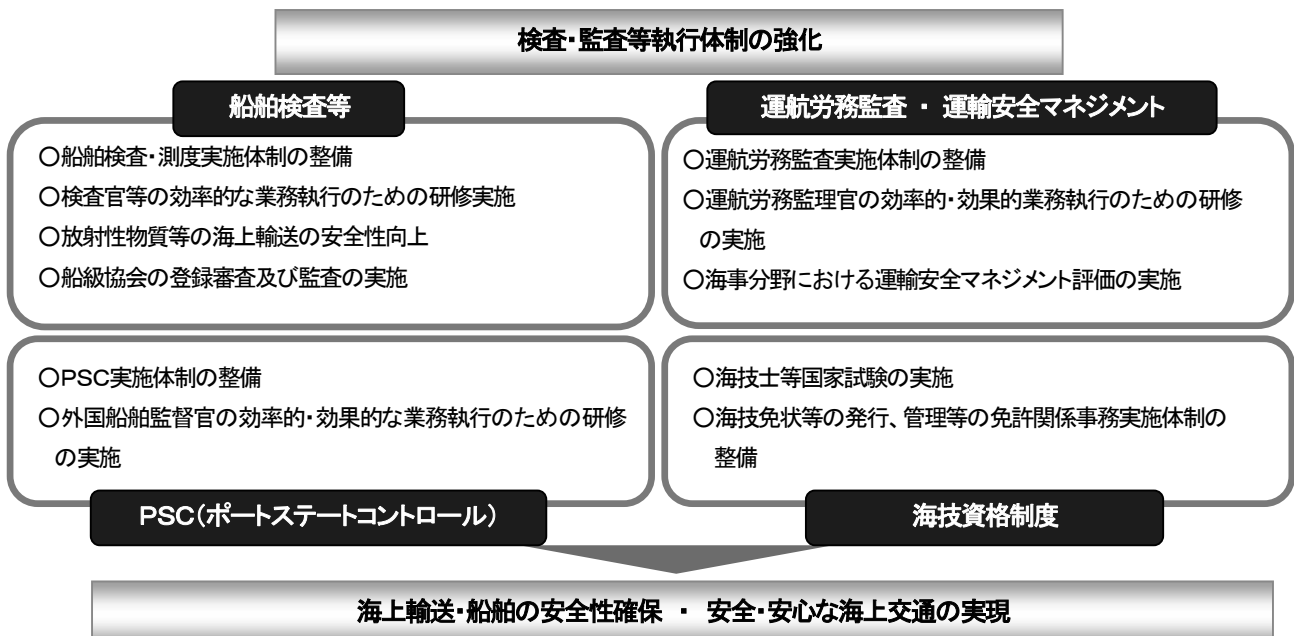 検査・監査等執行体制の強化
船舶検査等
○船舶検査・測度実施体制の整備
○検査官等の効率的な業務執行のための研修実施
○放射性物質等の海上輸送の安全性向上
○船級協会の登録審査及び監査の実施
運航労務監査 ・ 運輸安全マネジメント
○運航労務監査実施体制の整備
○運航労務監理官の効率的・効果的業務執行のための研修
の実施
○海事分野における運輸安全マネジメント評価の実施
○PSC実施体制の整備
○外国船舶監督官の効率的・効果的な業務執行のための研修
の実施
PSC(ポートステートコントロール)
○海技士等国家試験の実施
○海技免状等の発行、管理等の免許関係事務実施体制の
整備
海技資格制度
海上輸送・船舶の安全性確保 ・ 安全・安心な海上交通の実現